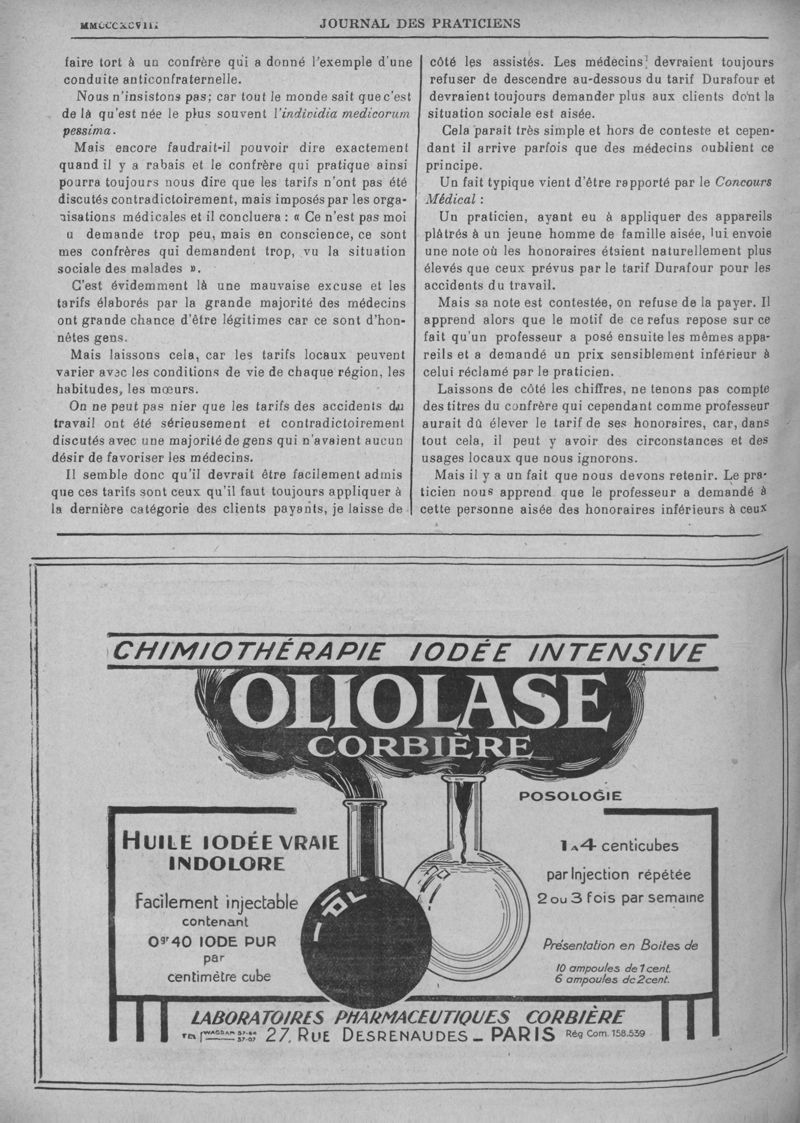 MMCCCXCVIII
JOURNAL DES PRATICIENS
faire tort à un confrère qui a donné l'exemple d'une
conduite anticonfraternelle.
Nous n'insistons pas; car tout le monde sait que c'est
de là qu'est née le plus souvent l'individia medicorum
pessima.
Mais encore faudrait-il pouvoir dire exactement
quand il y a rabais et le confrère qui pratique ainsi
pourra toujours nous dire que les tarifs n'ont pas été
discutés contradictoirement, mais imposés par les orga-
nisations médicales et il concluera : « Ce n'est pas moi
u demande trop peu, mais en conscience, ce sont
mes confrères qui demandent trop, vu la situation
sociale des malades ».
C'est évidemment là une mauvaise excuse et les
tarifs élaborés par la grande majorité des médecins
ont grande chance d'être légitimes car ce sont d'hon-
nêtes gens.
Mais laissons cela, car les tarifs locaux peuvent
varier avec les conditions de vie de chaque région, les
habitudes, les mœurs.
On ne peut pas nier que les tarifs des accidents du
travail ont été sérieusement et contradictoirement
discutés avec une majorité de gens qui n'avaient aucun
désir de favoriser les médecins.
Il semble donc qu'il devrait être facilement admis
que ces tarifs sont ceux qu'il faut toujours appliquer à
la dernière catégorie des clients payants, je laisse de
côté les assistés. Les médecins devraient toujours
refuser de descendre au-dessous du tarif Durafour et
devraient toujours demander plus aux clients dont la
situation sociale est aisée.
Cela parait très simple et hors de conteste et cepen-
dant il arrive parfois que des médecins oublient ce
principe.
Un fait typique vient d'être rapporté par le Concours
Médical :
Un praticien, ayant eu à appliquer des appareils
plâtrés à un jeune homme de famille aisée, lui envoie
une note où les honoraires étaient naturellement plus
élevés que ceux prévus par le tarif Durafour pour les
accidents du travail.
Mais sa note est contestée, on refuse de la payer. Il
apprend alors que le motif de ce refus repose sur ce
fait qu'un professeur a posé ensuite les mêmes appa-
reils et a demandé un prix sensiblement inférieur à
celui réclamé par le praticien.
Laissons de côté les chiffres, ne tenons pas compte
des titres du confrère qui cependant comme professeur
aurait dû élever le tarif de ses honoraires, car, dans
tout cela, il peut y avoir des circonstances et des
usages locaux que nous ignorons.
Mais il y a un fait que nous devons retenir. Le pra-
ticien nous apprend que le professeur a demandé à
cette personne aisée des honoraires inférieurs à ceux
CHIMIOTHÉRAPIE IODÉE INTENSIVE
OLIOLASE
CORBIÈRE
HUILE IODÉE VRAIE
INDOLORE
Facilement injectable
contenant
0gr 40 IODE PUR
par
centimètre cube
POSOLOGIE
1 À 4 centicubes
par Injection répétée
2 ou 3 fois par semaine
Présentation en Boites de
10 ampoules de 1 cent.
6 ampoules de 2 cent.
LABORATOIRES PHARMACEUTIQUES CORBIÈRE
TEL WAGRAM 37-64
37-07
27, RUE DESRENAUDES - PARIS Rég Com. 158.539